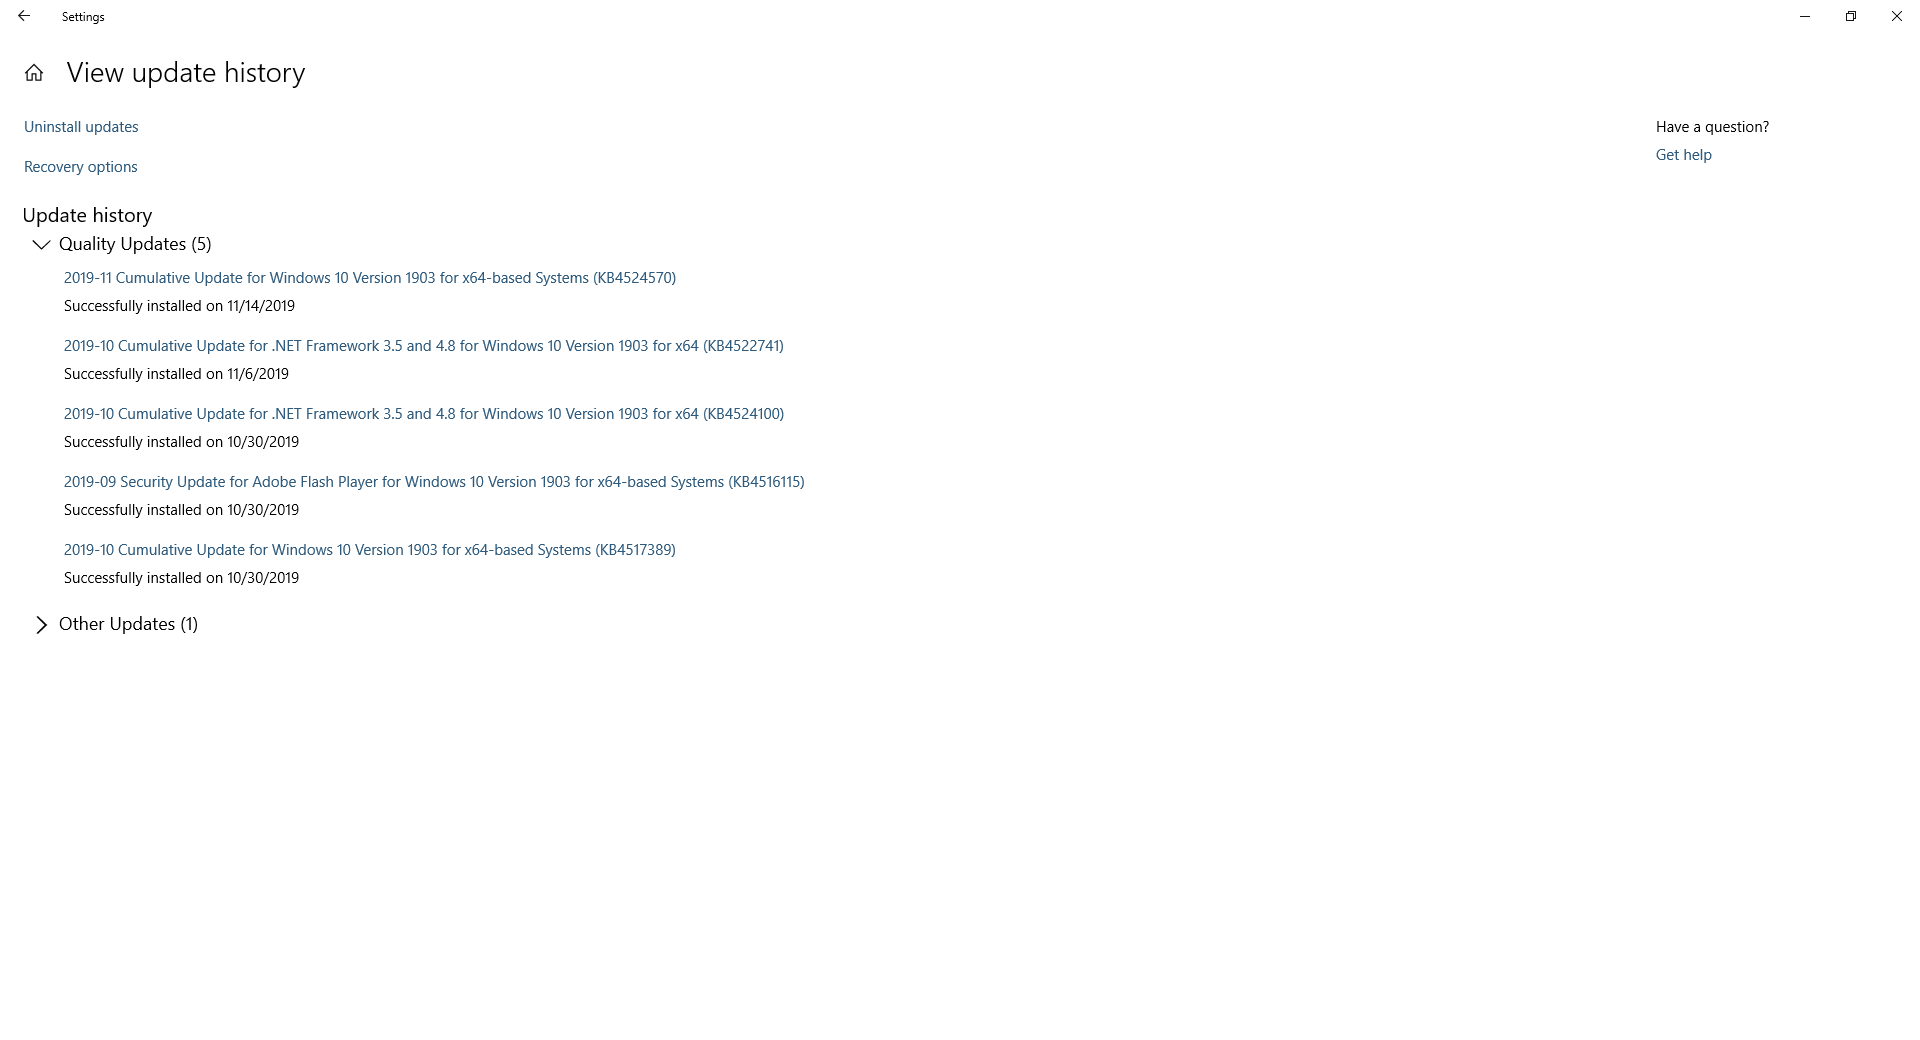 Settings
View update history
Uninstall updates
Have a question?
Get help
Recovery options
Update history
Quality Updates (5)
2019-11 Cumulative Update for Windows 10 Version 1903 for x64-based Systems (KB4524570)
Successfully installed on 11/14/2019
2019-10 Cumulative Update for .NET Framework 3.5 and 4.8 for Windows 10 Version 1903 for x64 (KB4522741)
Successfully installed on 11/6/2019
2019-10 Cumulative Update for .NET Framework 3.5 and 4.8 for Windows 10 Version 1903 for x64 (KB4524100)
Successfully installed on 10/30/2019
2019-09 Security Update for Adobe Flash Player for Windows 10 Version 1903 for x64-based Systems (KB4516115)
Successfully installed on 10/30/2019
2019-10 Cumulative Update for Windows 10 Version 1903 for x64-based Systems (KB4517389)
Successfully installed on 10/30/2019
Other Updates (1)